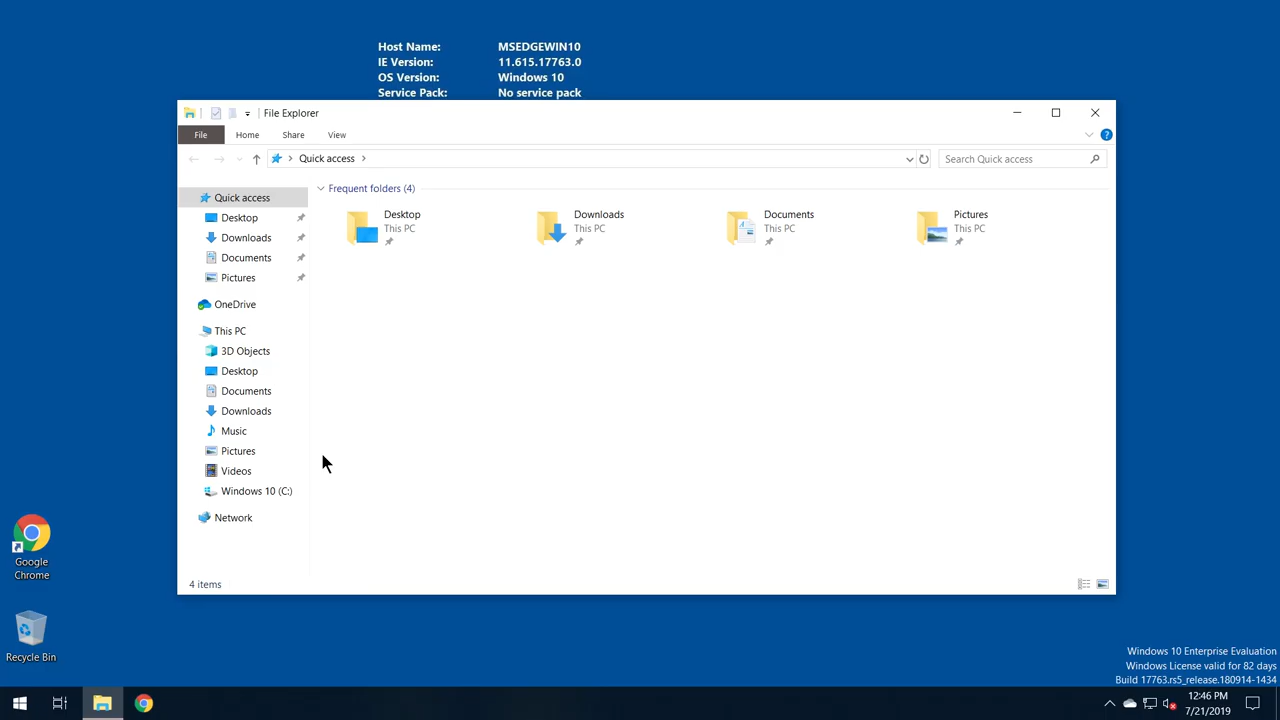 Host Name: MSEDGEWIN10
IE Version: 11.615.17763.0
OS Version: Windows 10
Service Pack: No service pack
File Explorer
File Home Share View
Quick access
Search Quick access
Quick access
Desktop
Downloads
Documents
Pictures
OneDrive
This PC
3D Objects
Desktop
Documents
Downloads
Music
Pictures
Videos
Windows 10 (C:)
Network
Frequent folders (4)
Desktop
This PC
Downloads
This PC
Documents
This PC
Pictures
This PC
4 items
Google
Chrome
Recycle Bin
Windows 10 Enterprise Evaluation
Windows License valid for 82 days
Build 17763.rs5_release.180914-1434
12:46 PM
7/21/2019